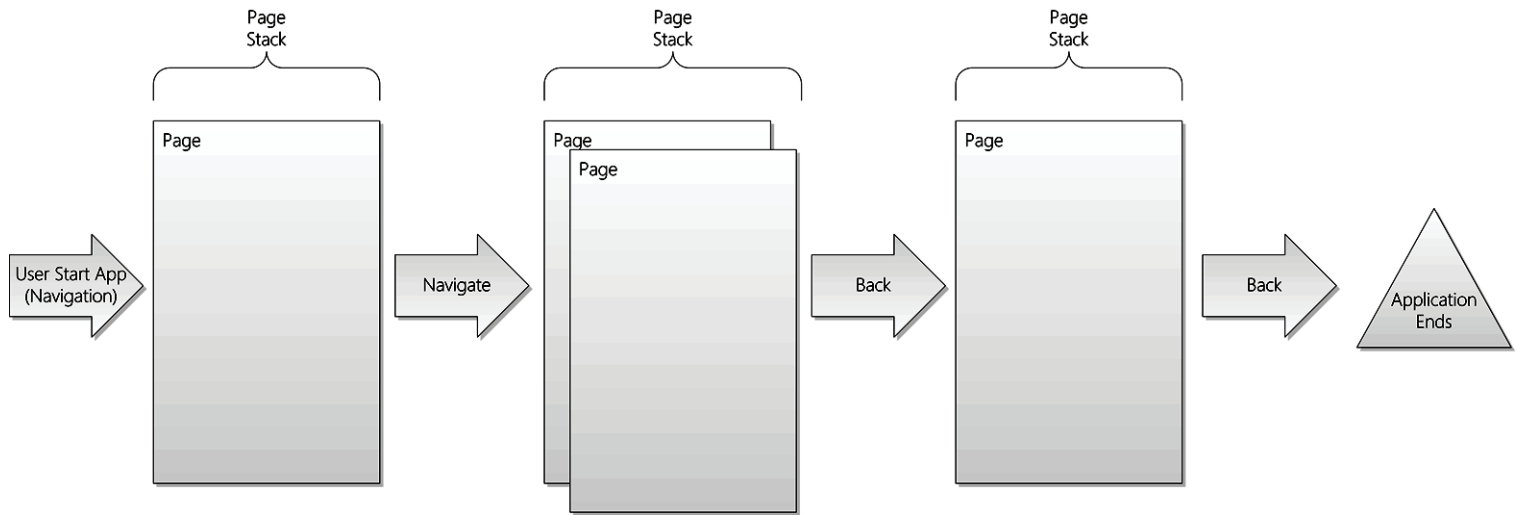 Page
Stack
Page
Stack
Page
Stack
Page
Page
Page
Page
User Start App
(Navigation)
Navigate
Back
Back
Application
Ends